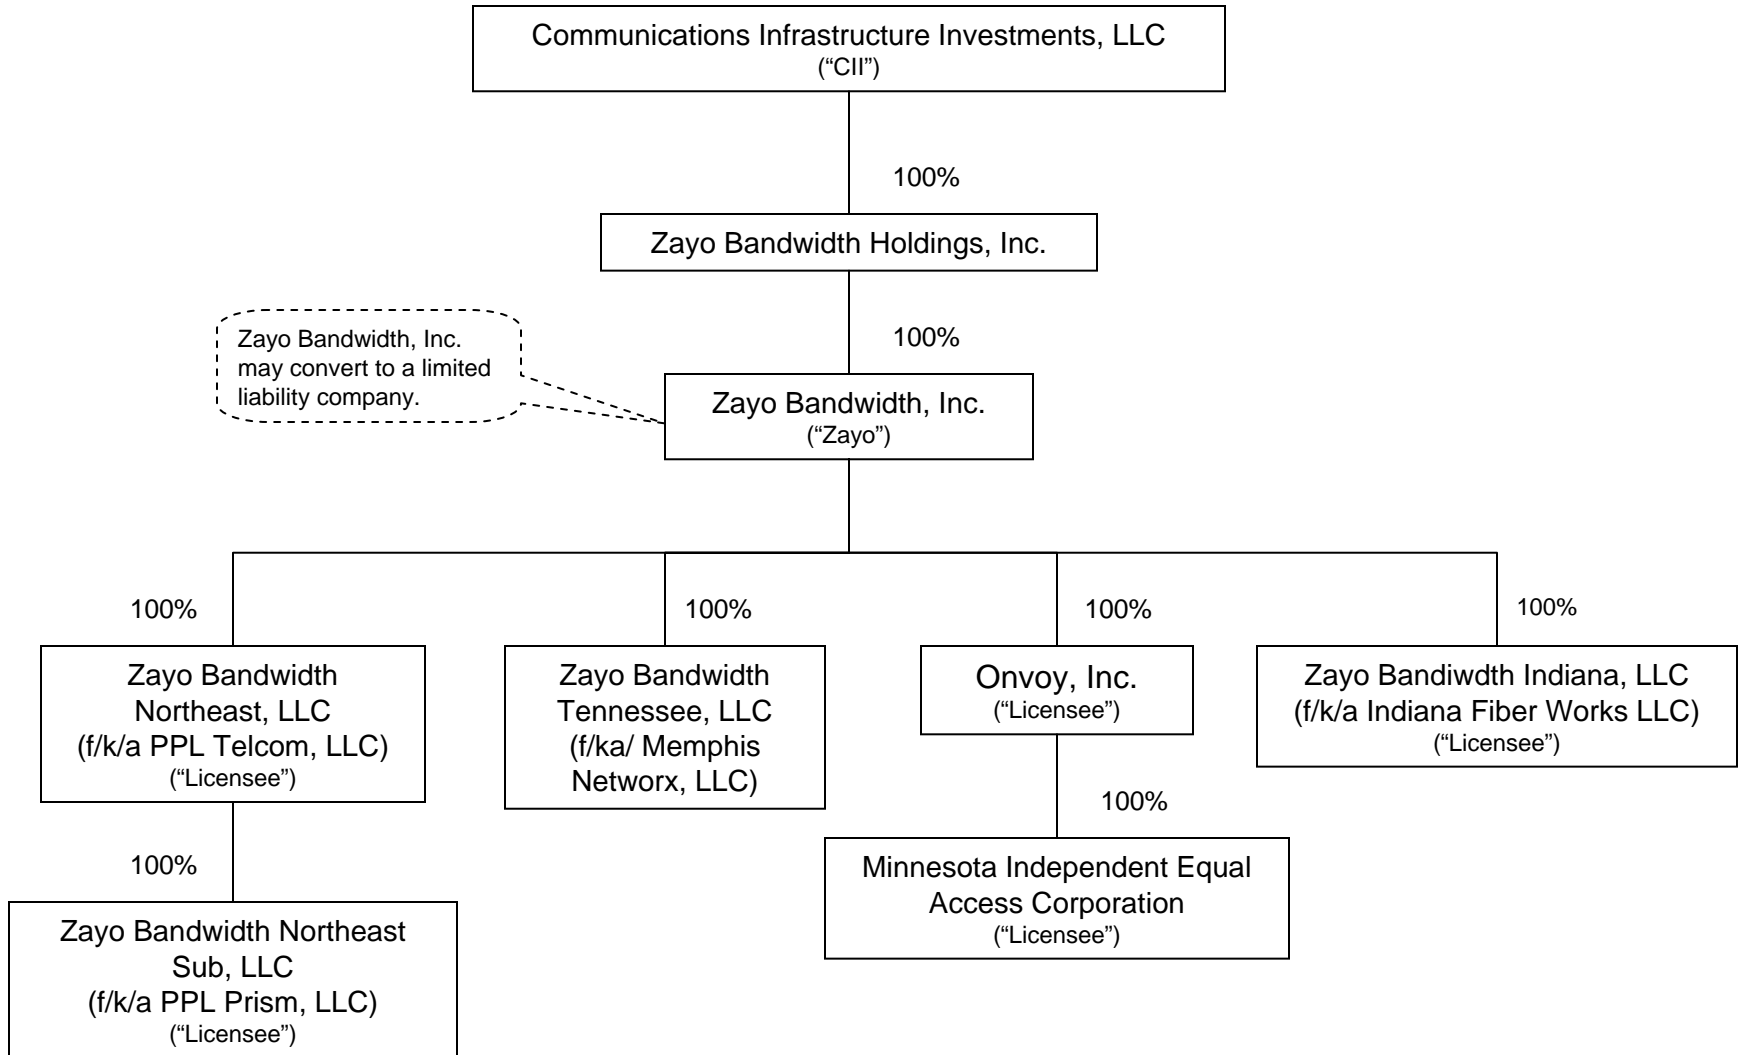 Communications Infrastructure Investments, LLC
(“CII”)
100%
Zayo Bandwidth Holdings, Inc.
100%
Zayo Bandwidth, Inc.
may convert to a limited
liability company.
Zayo Bandwidth, Inc.
(“Zayo”)
100%
100%
100%
100%
Zayo Bandwidth
Northeast, LLC
(f/k/a PPL Telcom, LLC)
(“Licensee”)
Zayo Bandwidth
Tennessee, LLC
(f/ka/ Memphis
Networx, LLC)
Onvoy, Inc.
(“Licensee”)
Zayo Bandiwdth Indiana, LLC
(f/k/a Indiana Fiber Works LLC)
(“Licensee”)
100%
100%
Zayo Bandwidth Northeast
Sub, LLC
(f/k/a PPL Prism, LLC)
(“Licensee”)
Minnesota Independent Equal
Access Corporation
(“Licensee”)